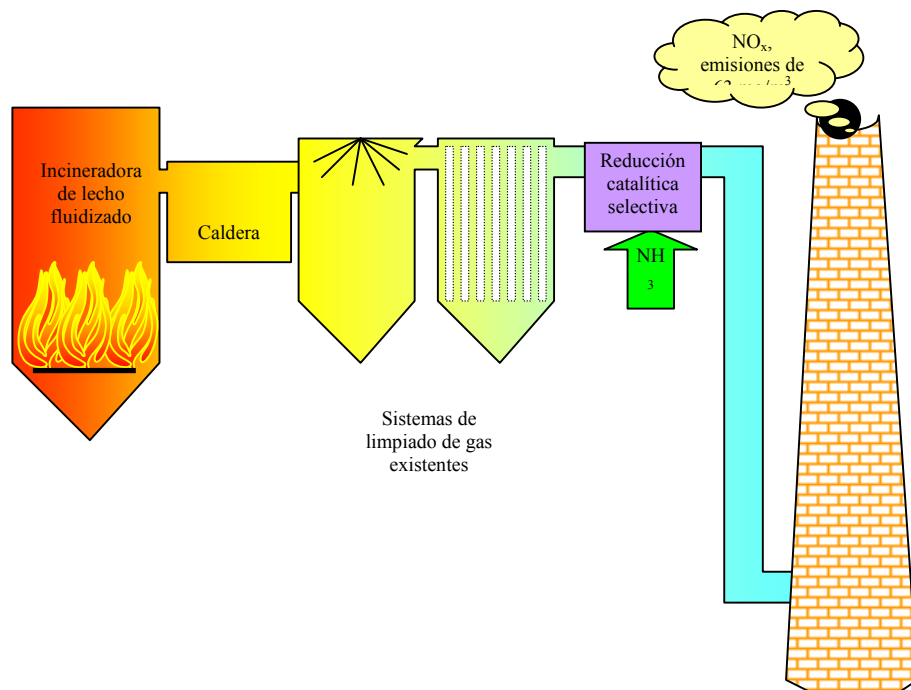 NOₓ,
emisiones de
Incineradora
de lecho
fluidizado
Caldera
Reducción
catalítica
selectiva
NH
3
Sistemas de
limpiado de gas
existentes